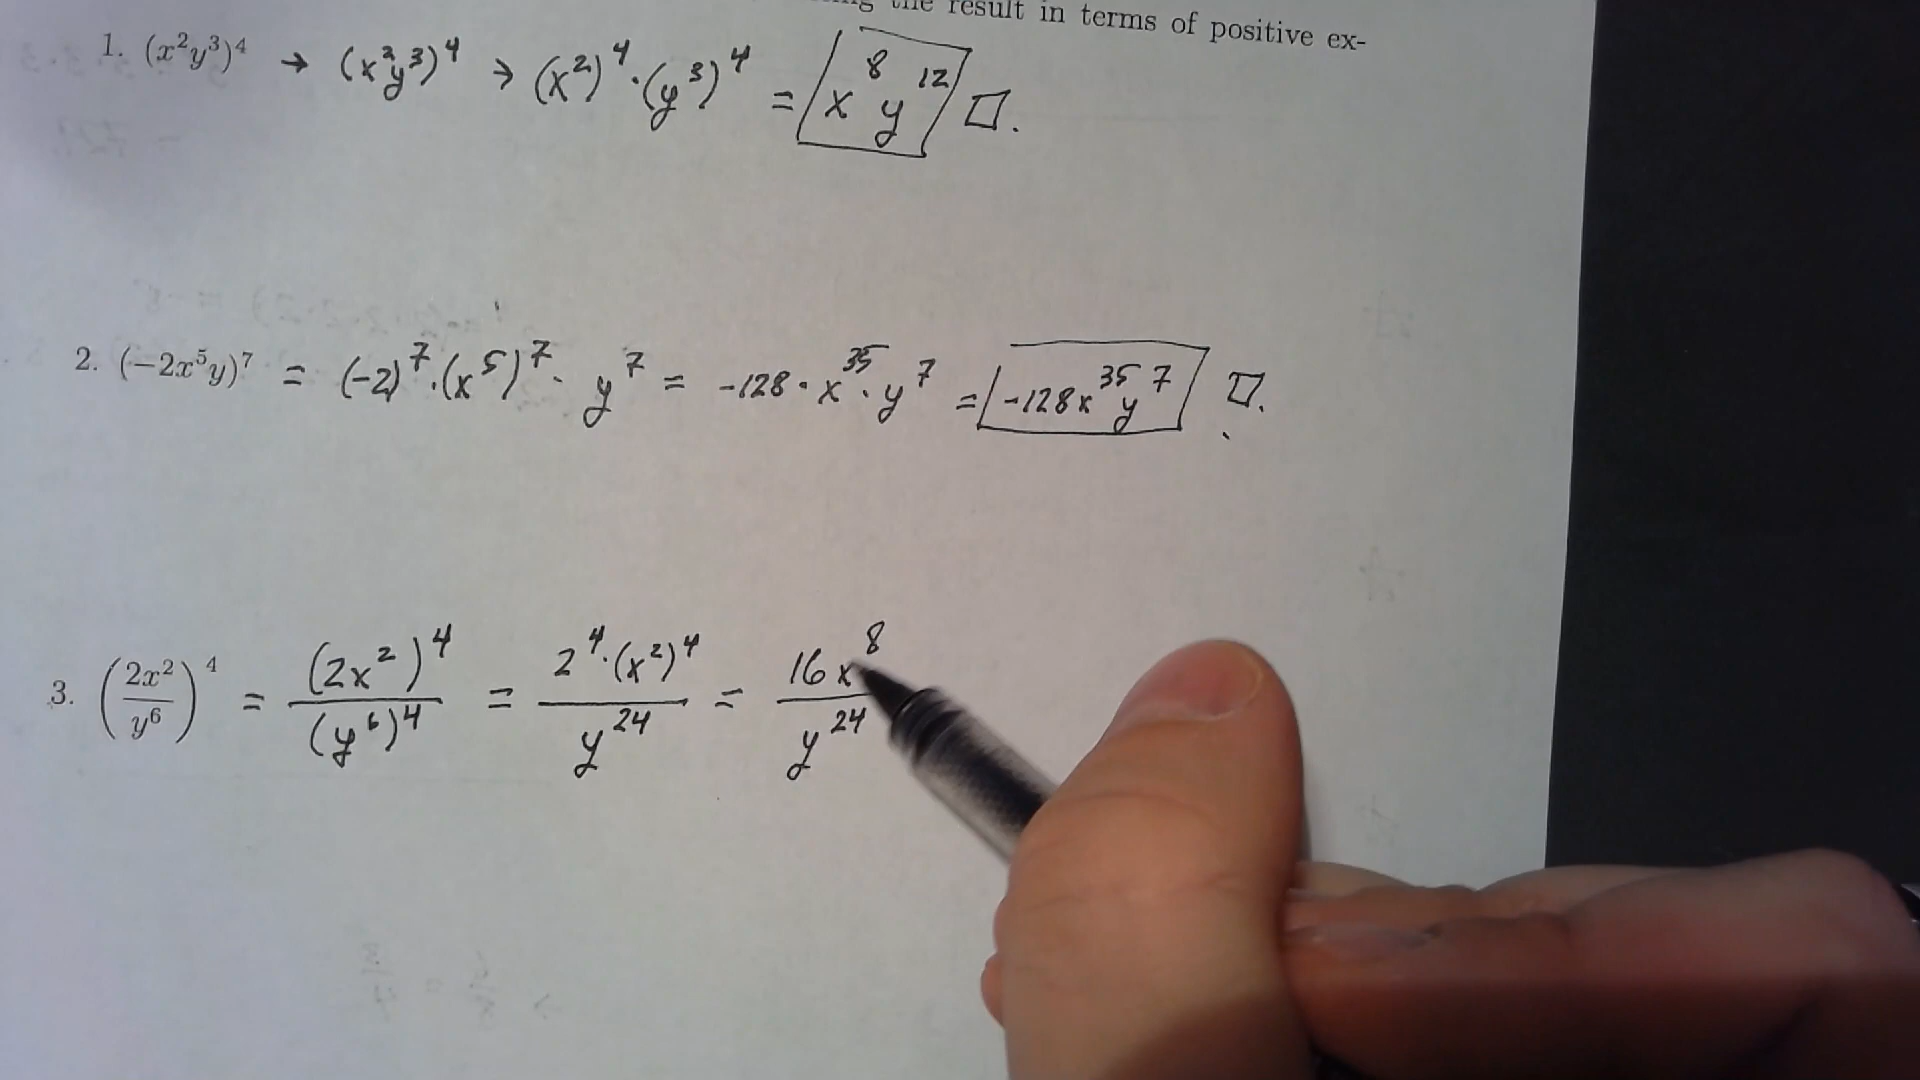 the result in terms of positive ex-
1. (x²y³)⁴ → (x²y³)⁴ → (x²)⁴·(y³)⁴ = x⁸y¹² □.
2. (−2x⁵y)⁷ = (-2)⁷·(x⁵)⁷·y⁷ = -128·x³⁵·y⁷ = -128x³⁵y⁷ □.
3. (2x²/y⁶)⁴ = (2x²)⁴/(y⁶)⁴ = 2⁴·(x²)⁴/y²⁴ = 16x⁸/y²⁴